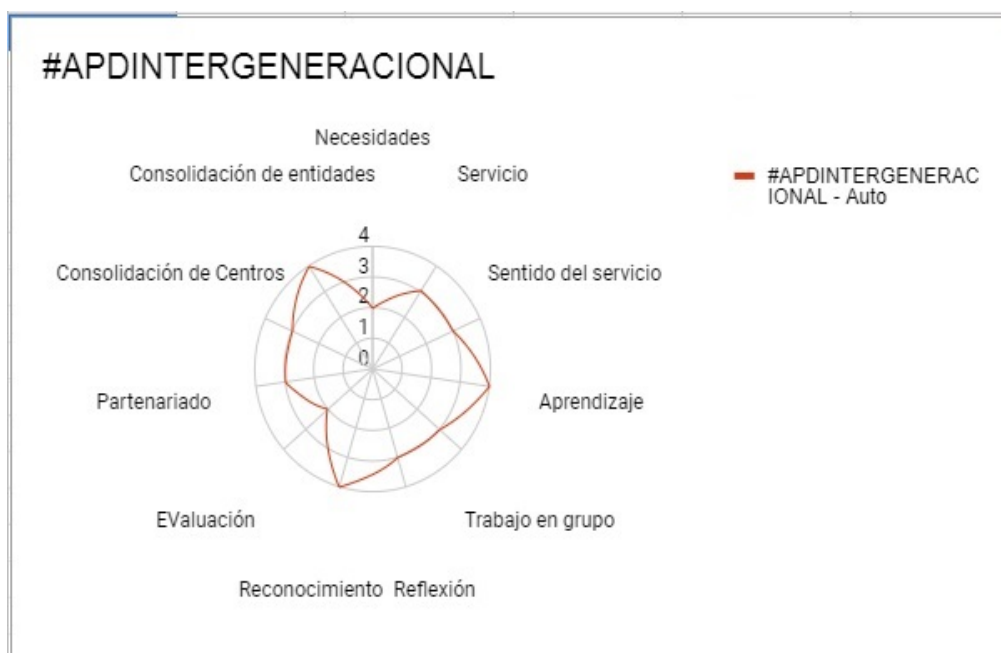 #APDINTERGENERACIONAL
Necesidades
Consolidación de entidades
Servicio
#APDINTERGENERAC
IONAL - Auto
4
Consolidación de Centros
3
Sentido del servicio
2
1
0
Partenariado
Aprendizaje
EValuación
Trabajo en grupo
Reconocimiento
Reflexión